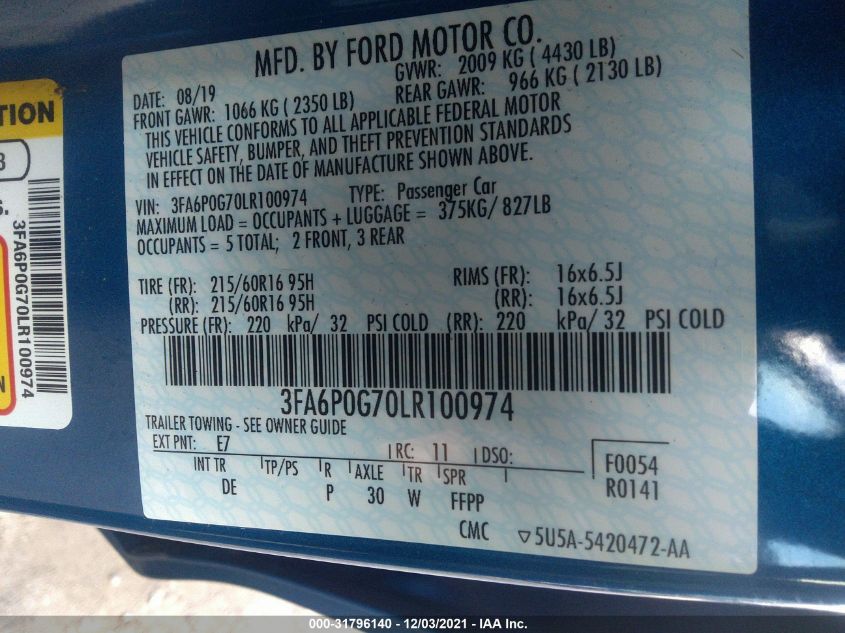 MFD. BY FORD MOTOR CO.
DATE: 08/19 GVWR: 2009 KG ( 4430 LB)
FRONT GAWR: 1066 KG ( 2350 LB) REAR GAWR: 966 KG ( 2130 LB)
THIS VEHICLE CONFORMS TO ALL APPLICABLE FEDERAL MOTOR
VEHICLE SAFETY, BUMPER, AND THEFT PREVENTION STANDARDS
IN EFFECT ON THE DATE OF MANUFACTURE SHOWN ABOVE.
VIN: 3FA6P0G70LR100974 TYPE: Passenger Car
MAXIMUM LOAD = OCCUPANTS + LUGGAGE = 375KG/ 827LB
OCCUPANTS = 5 TOTAL; 2 FRONT, 3 REAR
TIRE (FR): 215/60R16 95H RIMS (FR): 16x6.5J
(RR): 215/60R16 95H (RR): 16x6.5J
PRESSURE (FR): 220 kPa/ 32 PSI COLD (RR): 220 kPa/ 32 PSI COLD
3FA6P0G70LR100974
TRAILER TOWING - SEE OWNER GUIDE
EXT PNT: E7 RC: 11 DSO: F0054
INT TR TP/PS R AXLE TR SPR R0141
DE P 30 W FFPP
CMC ▽5U5A-5420472-AA
TION
3
S.
3FA6P0G70LR100974
N
000-31796140 - 12/03/2021 - IAA Inc.